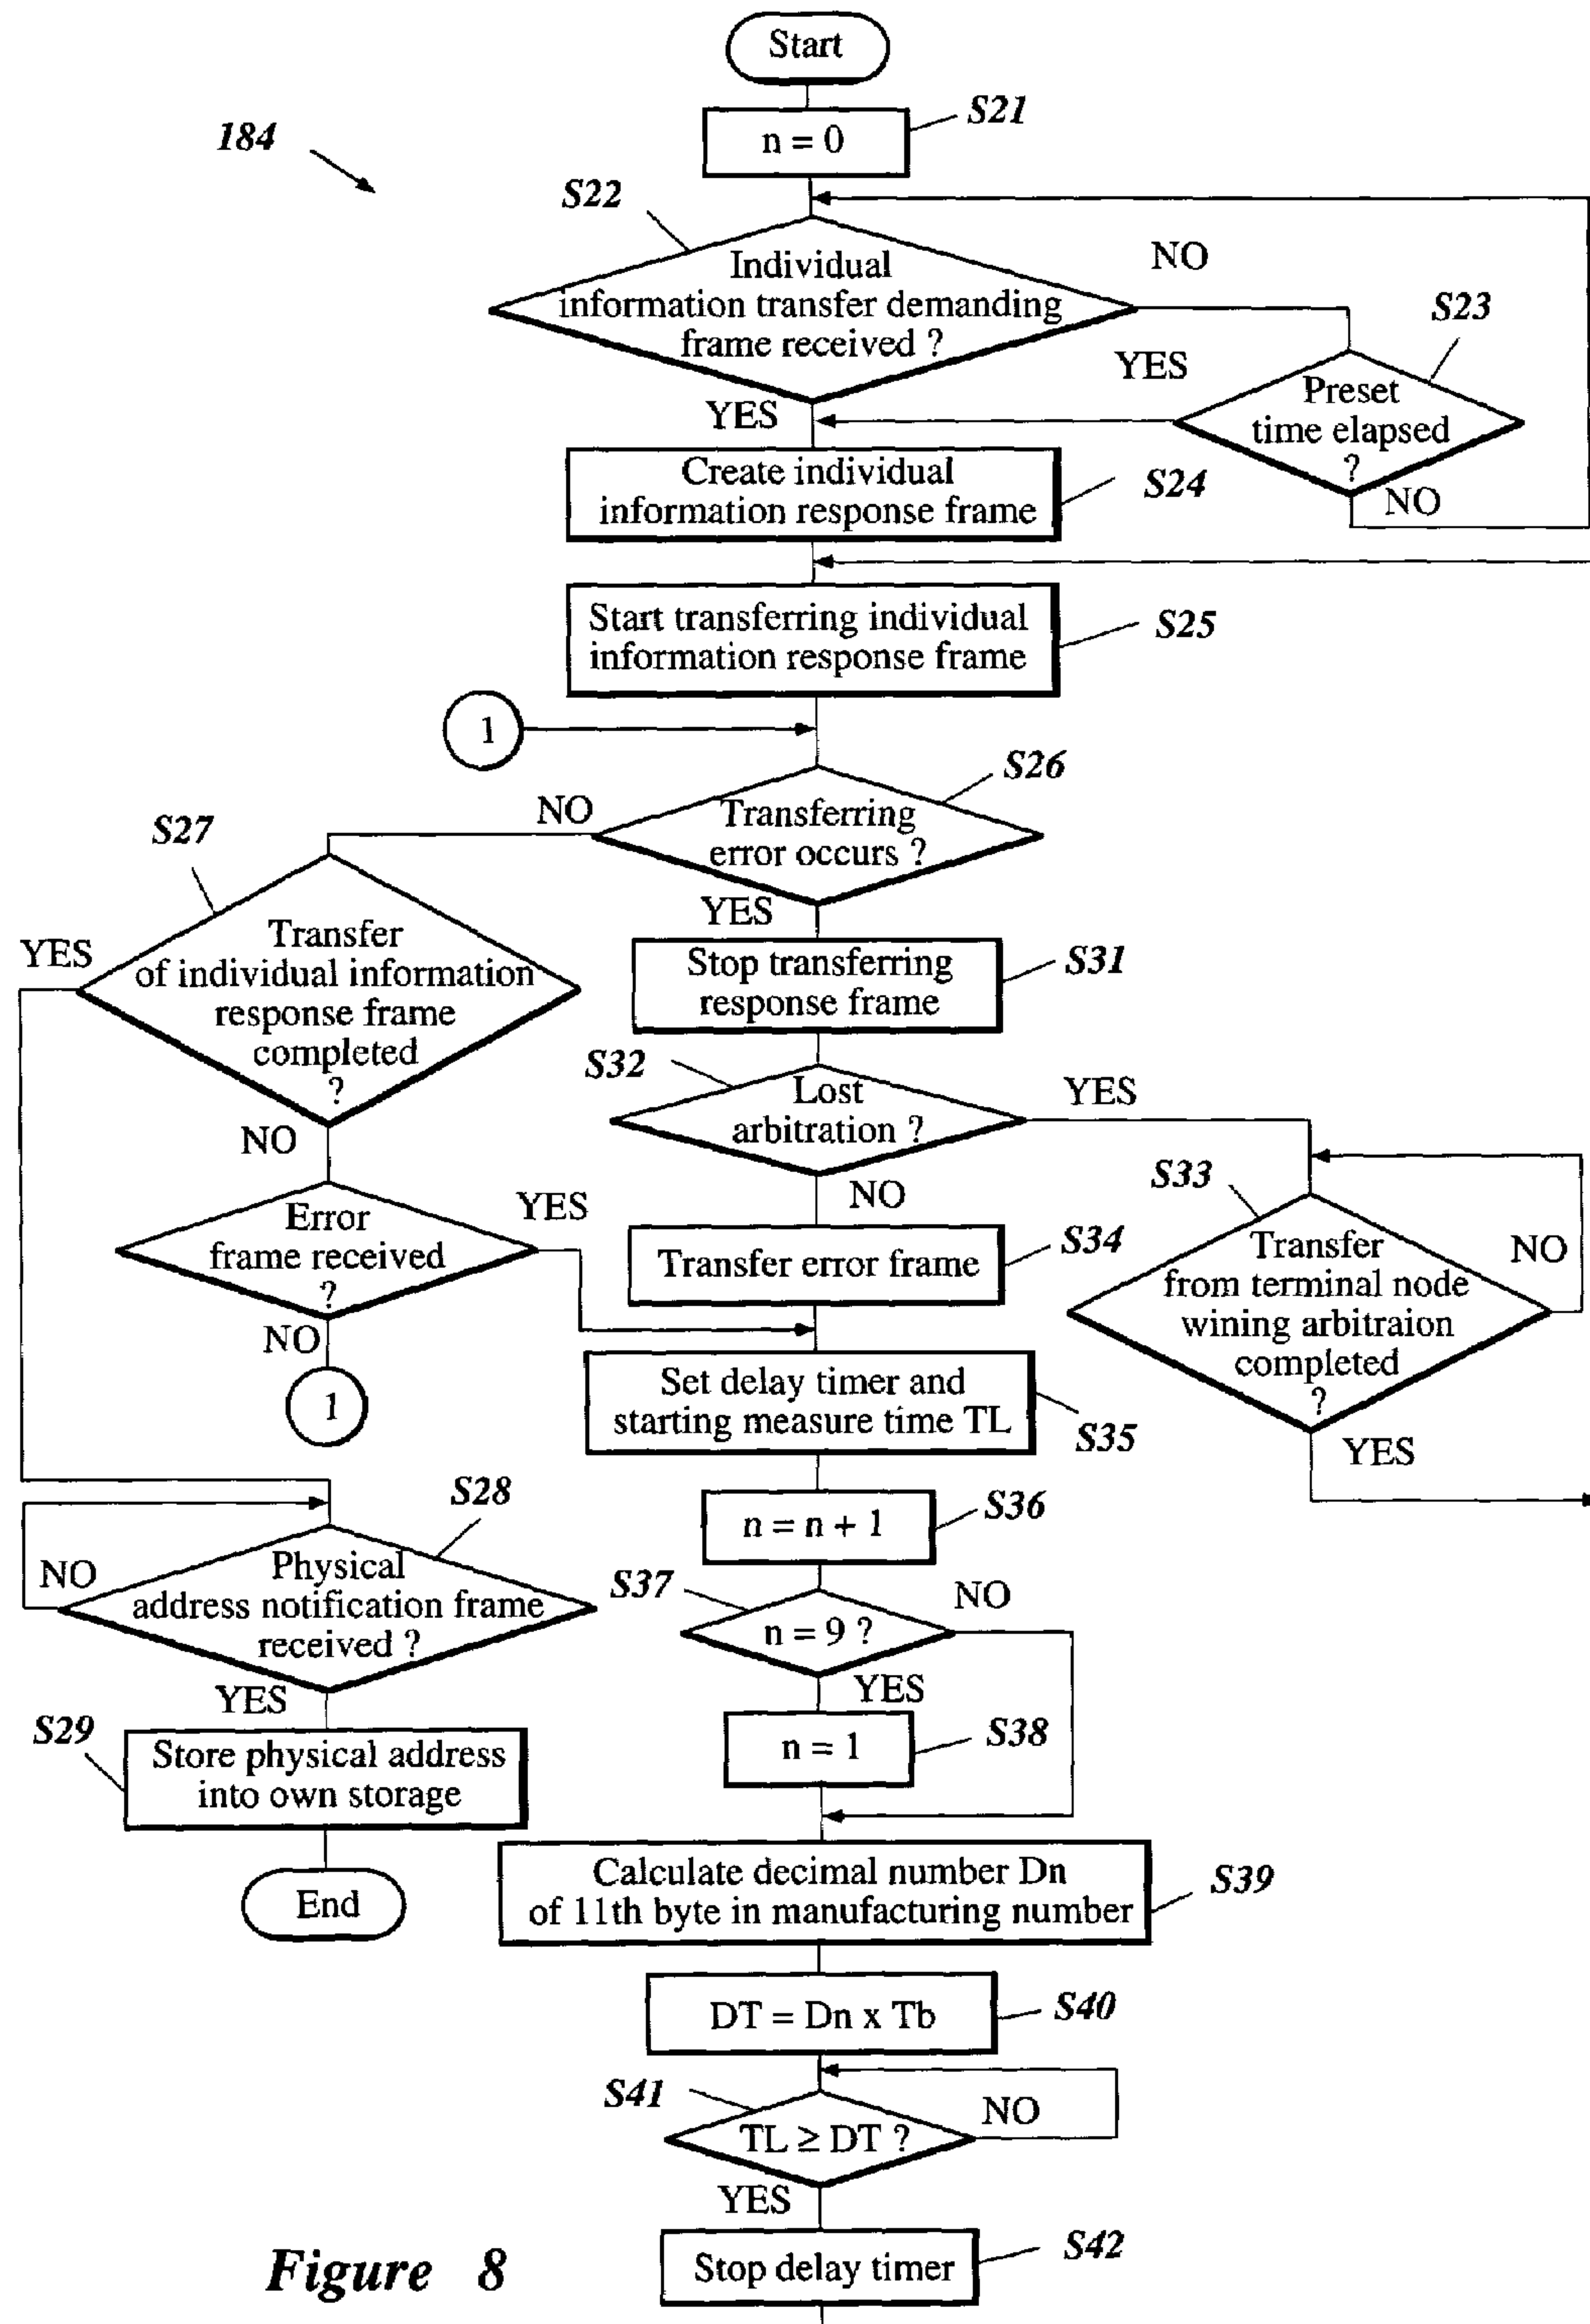 Start
184
n = 0
S21
S22
Individual
information transfer demanding
frame received ?
NO
S23
YES
Preset
time elapsed
?
NO
YES
Create individual
information response frame
S24
Start transferring individual
information response frame
S25
1
S26
Transferring
error occurs ?
NO
S27
YES
Transfer
of individual information
response frame
completed
?
YES
Stop transferring
response frame
S31
S32
Lost
arbitration ?
YES
NO
NO
S33
Error
frame received
?
YES
Transfer error frame
S34
Transfer
from terminal node
wining arbitraion
completed
?
NO
NO
1
Set delay timer and
starting measure time TL
S35
YES
S28
n = n + 1
S36
NO
Physical
address notification frame
received ?
S37
n = 9 ?
NO
YES
YES
S29
Store physical address
into own storage
n = 1
S38
End
Calculate decimal number Dn
of 11th byte in manufacturing number
S39
DT = Dn x Tb
S40
S41
TL ≥ DT ?
NO
YES
Stop delay timer
S42
Figure 8